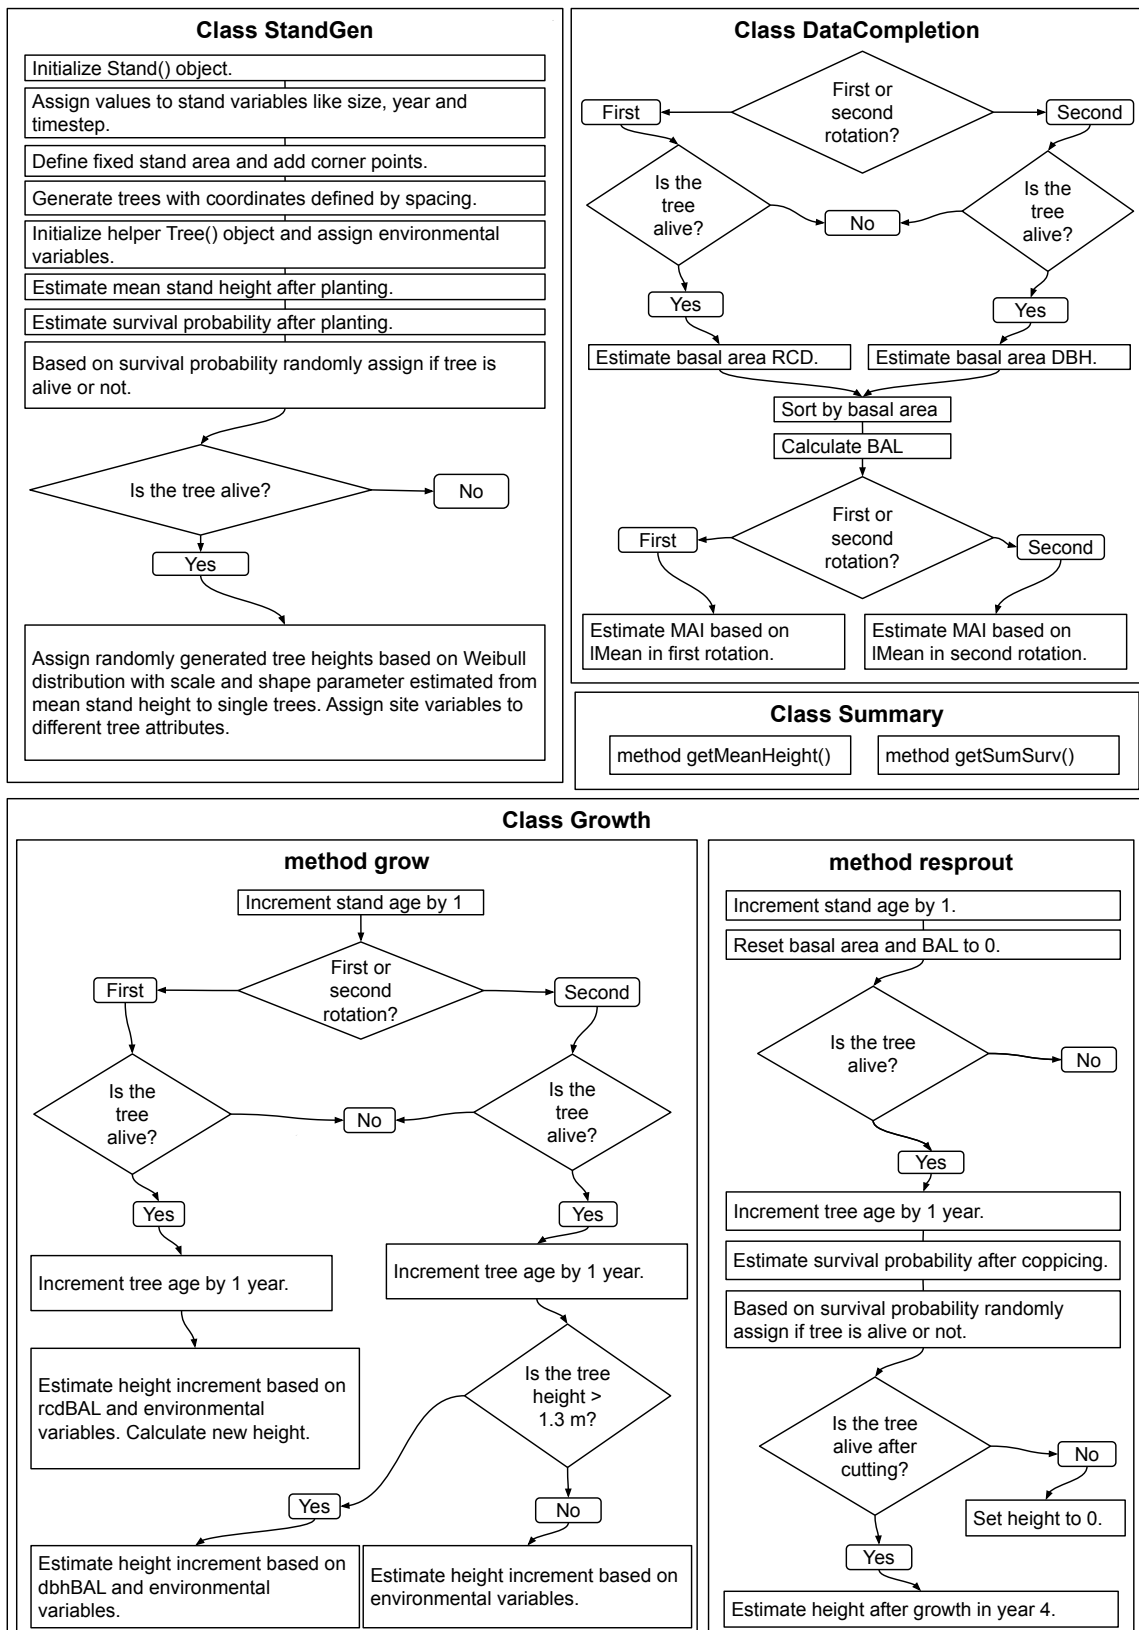 Class StandGen
Initialize Stand() object.
Assign values to stand variables like size, year and
timestep.
Define fixed stand area and add corner points.
Generate trees with coordinates defined by spacing.
Initialize helper Tree() object and assign environmental
variables.
Estimate mean stand height after planting.
Estimate survival probability after planting.
Based on survival probability randomly assign if tree is
alive or not.
Is the tree alive?
No
Yes
Assign randomly generated tree heights based on Weibull
distribution with scale and shape parameter estimated from
mean stand height to single trees. Assign site variables to
different tree attributes.
Class DataCompletion
First or
second
rotation?
First
Second
Is the
tree
alive?
No
Is the
tree
alive?
Yes
Yes
Estimate basal area RCD.
Estimate basal area DBH.
Sort by basal area
Calculate BAL
First or
second
rotation?
First
Second
Estimate MAI based on
IMean in first rotation.
Estimate MAI based on
IMean in second rotation.
Class Summary
method getMeanHeight()
method getSumSurv()
Class Growth
method grow
Increment stand age by 1
First or
second
rotation?
First
Second
Is the
tree
alive?
No
Is the
tree
alive?
Yes
Yes
Increment tree age by 1 year.
Increment tree age by 1 year.
Estimate height increment based on
rcdBAL and environmental
variables. Calculate new height.
Is the tree
height >
1.3 m?
Yes
No
Estimate height increment based on
dbhBAL and environmental
variables.
Estimate height increment based on
environmental variables.
method resprout
Increment stand age by 1.
Reset basal area and BAL to 0.
Is the tree
alive?
No
Yes
Increment tree age by 1 year.
Estimate survival probability after coppicing.
Based on survival probability randomly
assign if tree is alive or not.
Is the tree
alive after
cutting?
No
Set height to 0.
Yes
Estimate height after growth in year 4.